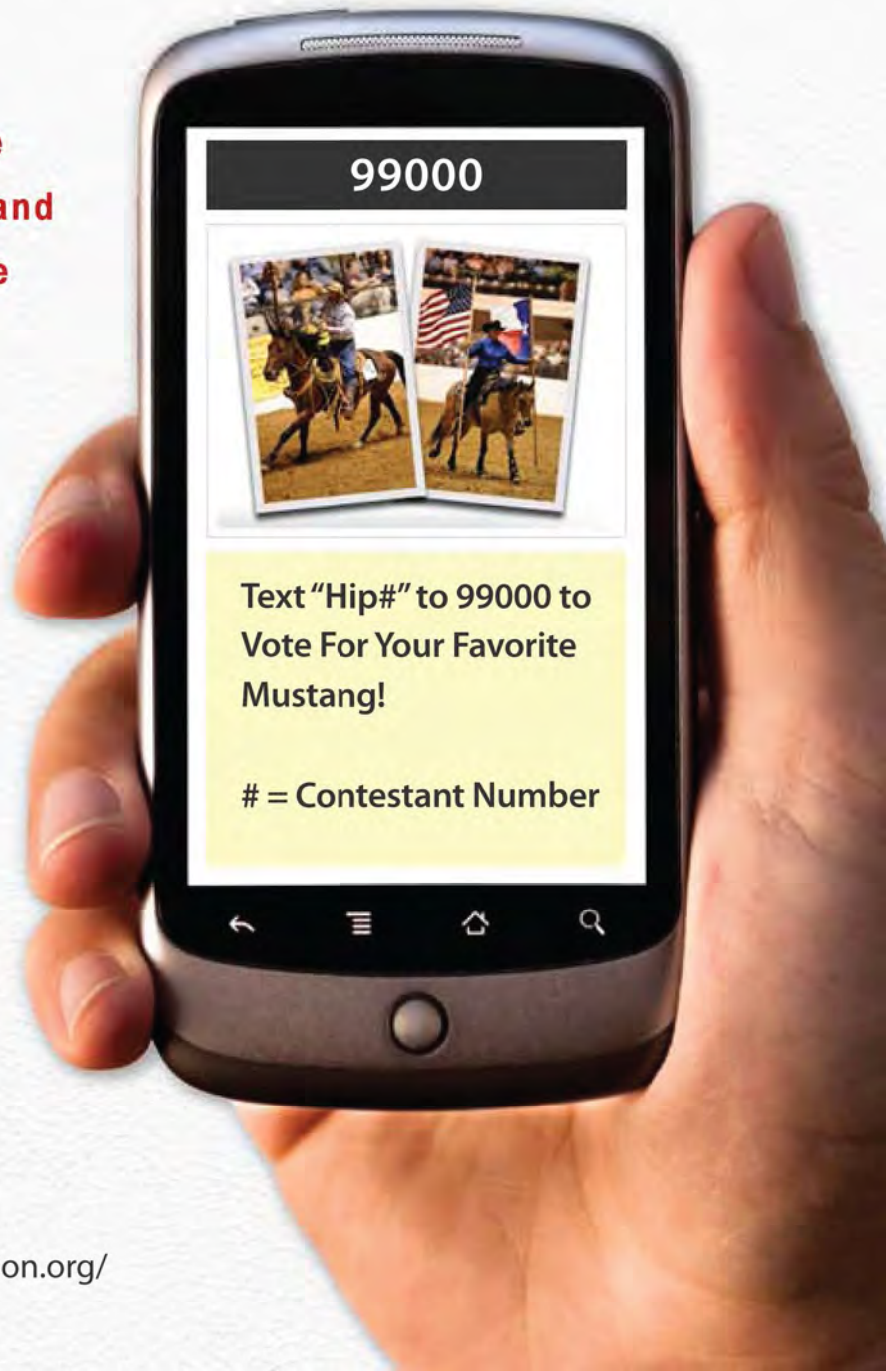 and
99000
Text “Hip#” to 99000 to
Vote For Your Favorite
Mustang!
# = Contestant Number
on.org/